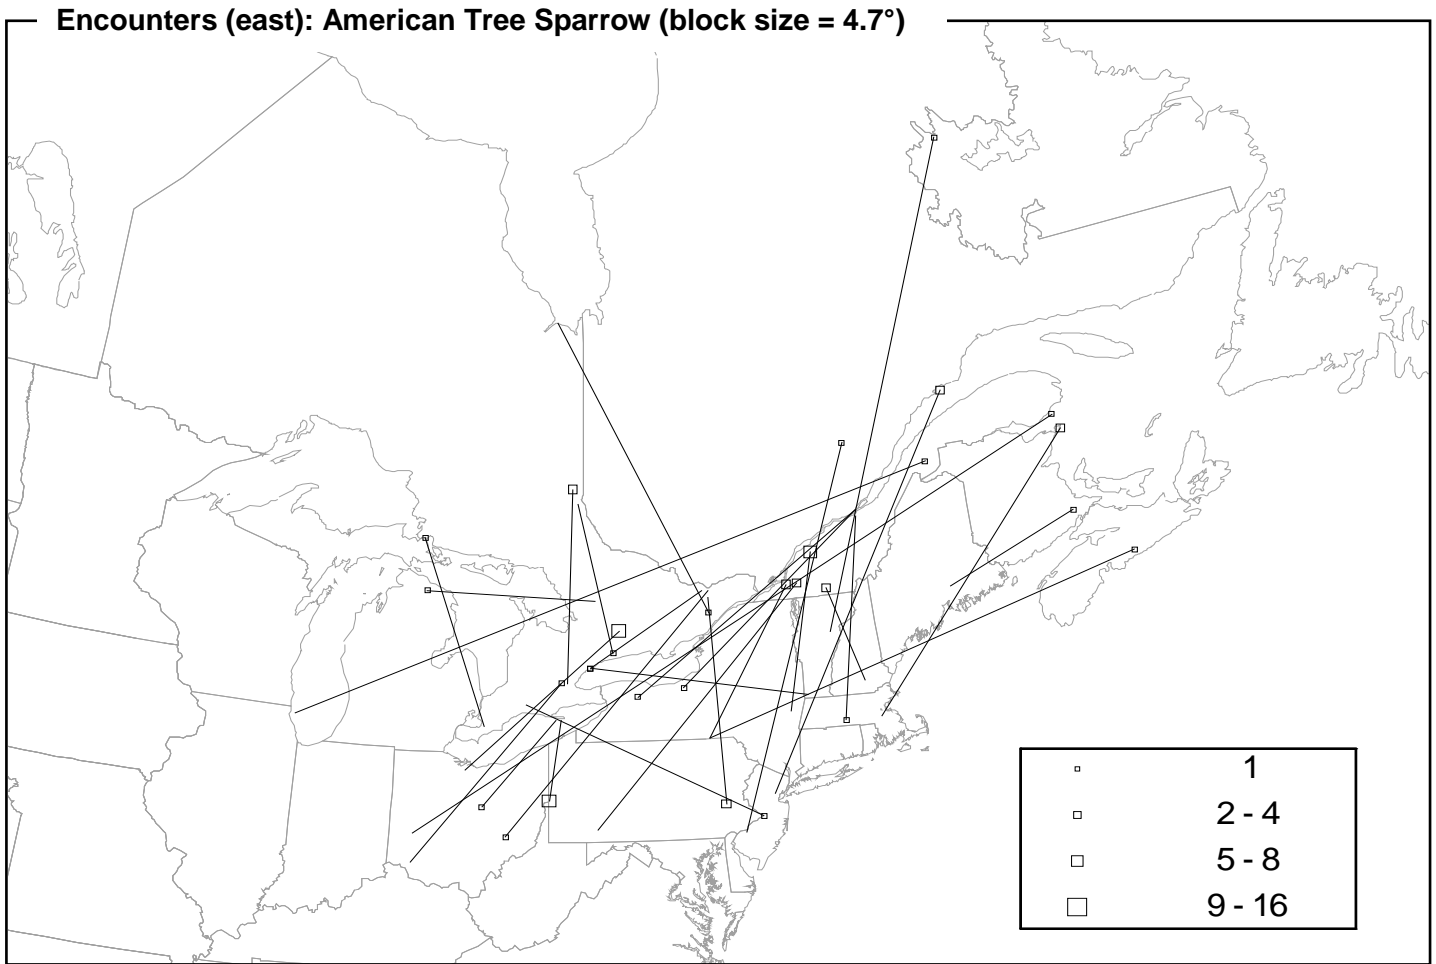 Encounters (east): American Tree Sparrow (block size = 4.7°)
1
2 - 4
5 - 8
9 - 16